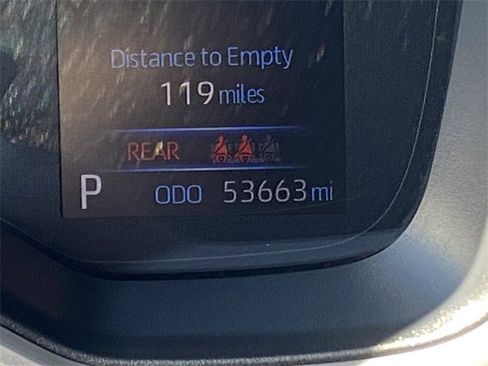 Distance to Empty
119 miles
REAR
P ODO 53663 mi